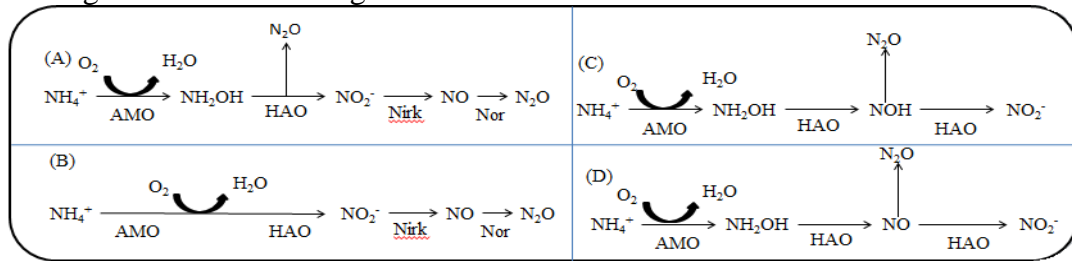 (A) O₂ H₂O N₂O
NH₄⁺ NH₂OH NO₂⁻ NO N₂O
AMO HAO Nirk Nor
(B)
O₂ H₂O
NH₄⁺ NO₂⁻ NO N₂O
AMO HAO Nirk Nor
(C) N₂O
O₂ H₂O
NH₄⁺ NH₂OH NOH NO₂⁻
AMO HAO HAO
N₂O
(D) O₂ H₂O
NH₄⁺ NH₂OH NO NO₂⁻
AMO HAO HAO